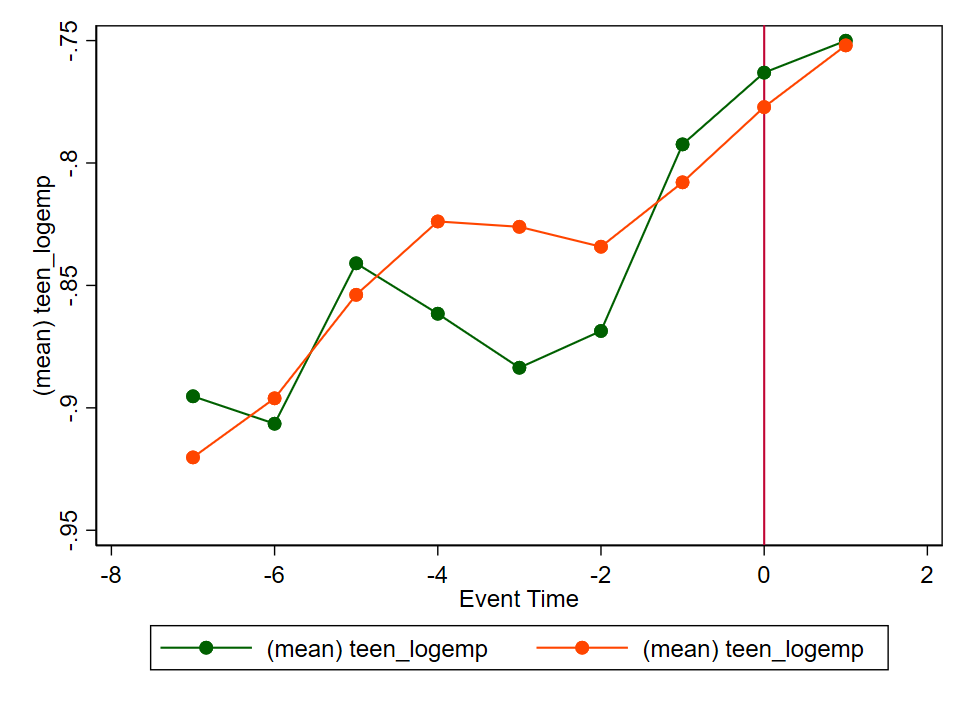 -.75
-.8
-.85
-.9
-.95
(mean) teen_logemp
-8 -6 -4 -2 0 2
Event Time
(mean) teen_logemp (mean) teen_logemp